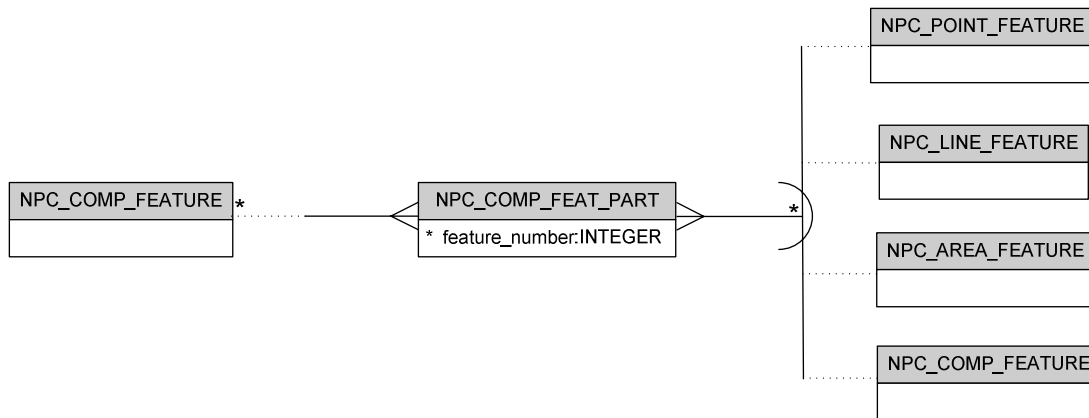 NPC_POINT_FEATURE
NPC_LINE_FEATURE
NPC_COMP_FEATURE *
NPC_COMP_FEAT_PART
* feature_number:INTEGER
*
NPC_AREA_FEATURE
NPC_COMP_FEATURE